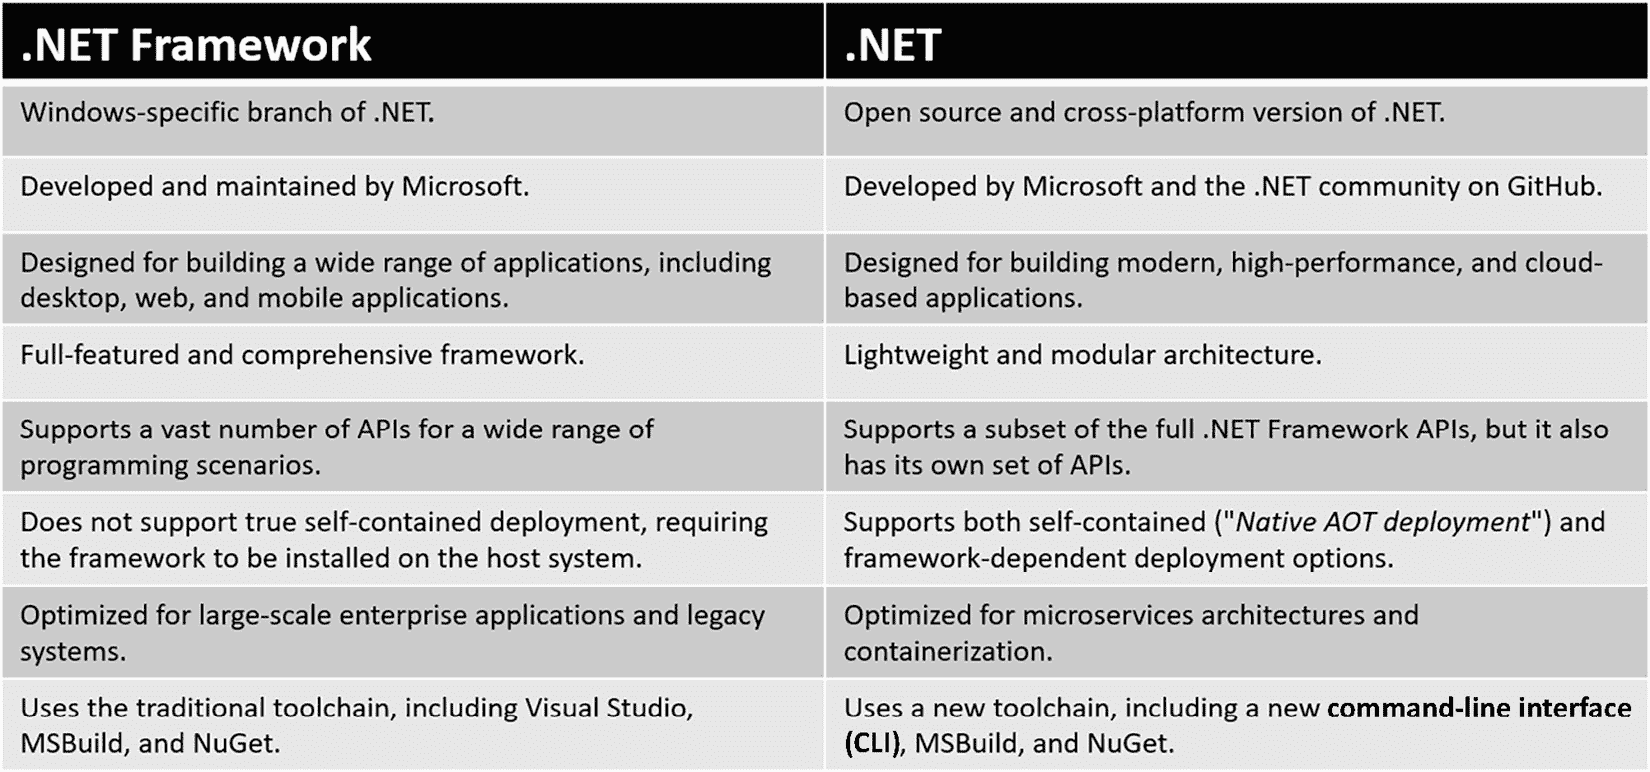 .NET Framework
.NET
Windows-specific branch of .NET.
Open source and cross-platform version of .NET.
Developed and maintained by Microsoft.
Developed by Microsoft and the .NET community on GitHub.
Designed for building a wide range of applications, including
desktop, web, and mobile applications.
Designed for building modern, high-performance, and cloud-
based applications.
Full-featured and comprehensive framework.
Lightweight and modular architecture.
Supports a vast number of APIs for a wide range of
programming scenarios.
Supports a subset of the full .NET Framework APIs, but it also
has its own set of APIs.
Does not support true self-contained deployment, requiring
the framework to be installed on the host system.
Supports both self-contained ("Native AOT deployment") and
framework-dependent deployment options.
Optimized for large-scale enterprise applications and legacy
systems.
Optimized for microservices architectures and
containerization.
Uses the traditional toolchain, including Visual Studio,
MSBuild, and NuGet.
Uses a new toolchain, including a new command-line interface
(CLI), MSBuild, and NuGet.